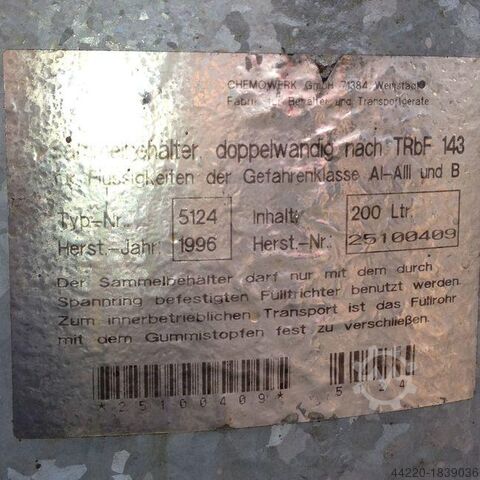 CHEMOWERK GmbH 71384 Weinstadt
Fabrik f. Behälter und Transportgeräte
Sammelbehälter, doppelwandig nach TRbF 143
für Flüssigkeiten der Gefahrenklasse AI-AIII und B
Typ-Nr. 5124 Inhalt: 200 Ltr.
Herst.-Jahr: 1996 Herst.-Nr.: 25100409
Der Sammelbehälter darf nur mit dem durch
Spannring befestigten Fülltrichter benutzt werden.
Zum innerbetrieblichen Transport ist das Füllrohr
mit dem Gummistopfen fest zu verschließen.
*25100409* 5124
44220-1839036